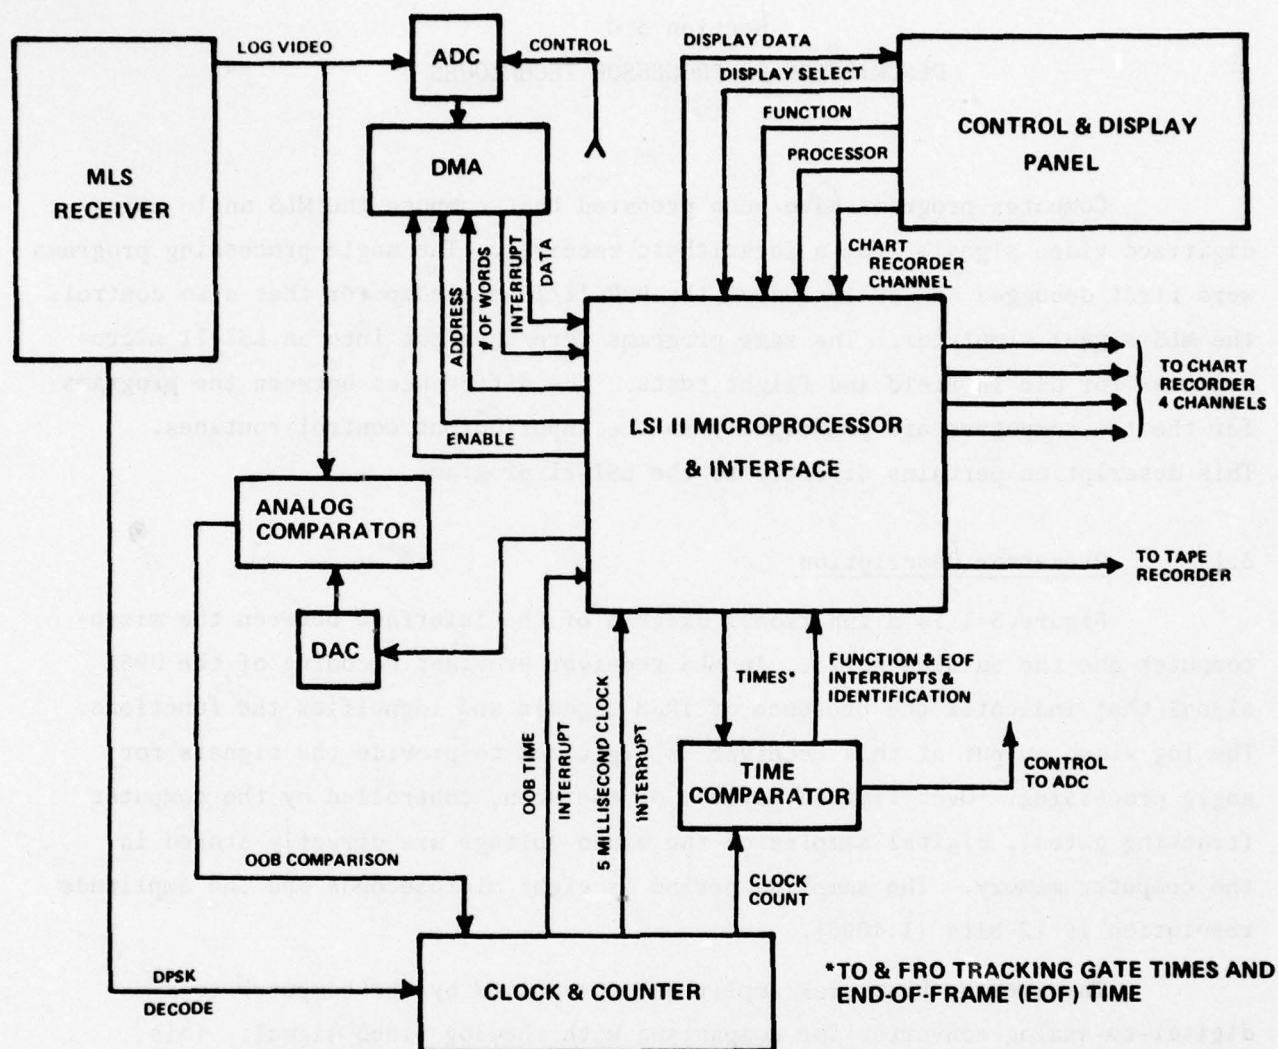 LOG VIDEO
ADC
CONTROL
DISPLAY DATA
DISPLAY SELECT
FUNCTION
PROCESSOR
CONTROL & DISPLAY
PANEL
MLS
RECEIVER
DMA
CHART
RECORDER
CHANNEL
ADDRESS
# OF WORDS
INTERRUPT
DATA
ENABLE
LSI II MICROPROCESSOR
& INTERFACE
TO CHART
RECORDER
4 CHANNELS
ANALOG
COMPARATOR
DAC
TO TAPE
RECORDER
OOB TIME
INTERRUPT
5 MILLISECOND CLOCK
INTERRUPT
TIMES*
FUNCTION & EOF
INTERRUPTS &
IDENTIFICATION
TIME
COMPARATOR
CONTROL
TO ADC
OOB COMPARISON
CLOCK
COUNT
DPSK
DECODE
CLOCK & COUNTER
*TO & FRO TRACKING GATE TIMES AND
END-OF-FRAME (EOF) TIME